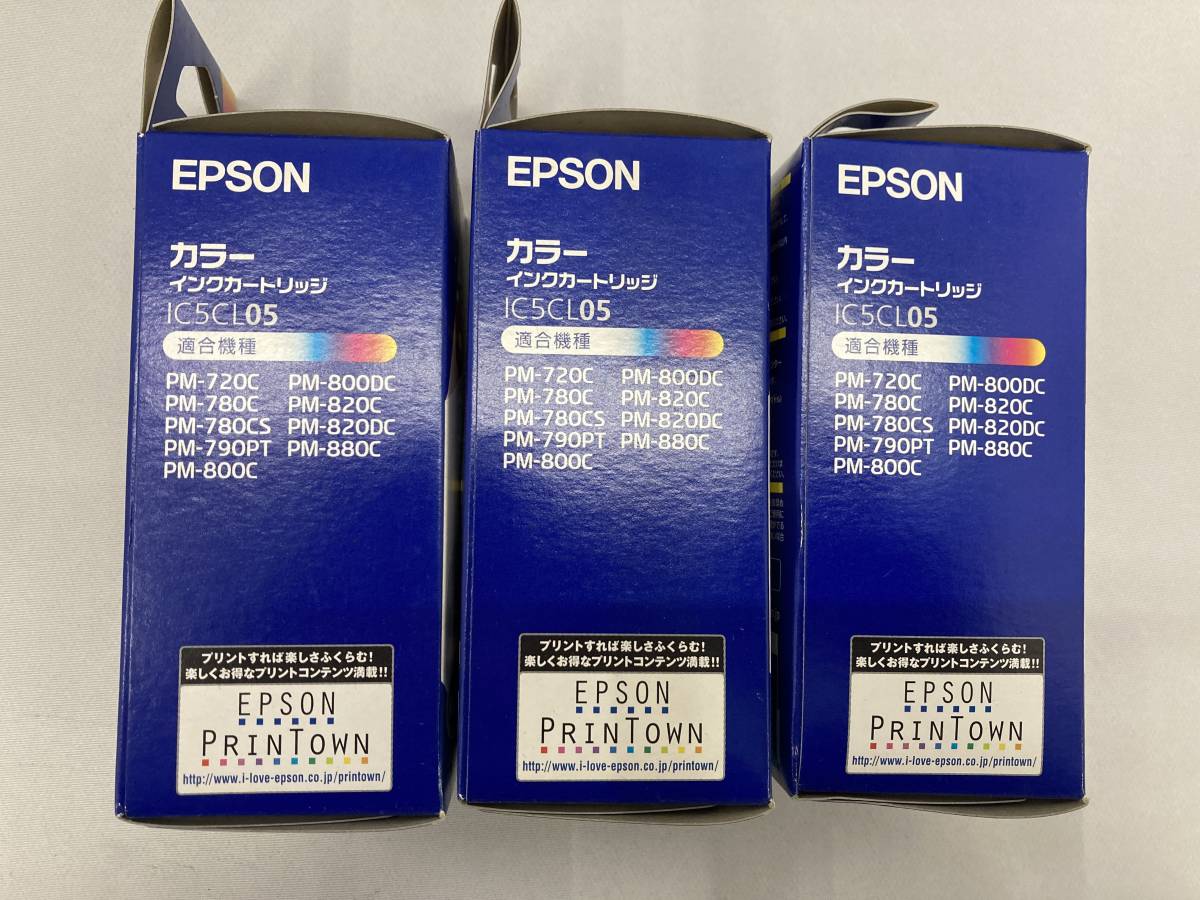 EPSON
カラー
インクカートリッジ
IC5CL05
適合機種
PM-720C PM-800DC
PM-780C PM-820C
PM-780CS PM-820DC
PM-790PT PM-880C
PM-800C
プリントすれば楽しさふくらむ!
楽しくお得なプリントコンテンツ満載!!
EPSON
PRINTOWN
http://www.i-love-epson.co.jp/printown/
EPSON
カラー
インクカートリッジ
IC5CL05
適合機種
PM-720C PM-800DC
PM-780C PM-820C
PM-780CS PM-820DC
PM-790PT PM-880C
PM-800C
プリントすれば楽しさふくらむ!
楽しくお得なプリントコンテンツ満載!!
EPSON
PRINTOWN
http://www.i-love-epson.co.jp/printown/
EPSON
カラー
インクカートリッジ
IC5CL05
適合機種
PM-720C PM-800DC
PM-780C PM-820C
PM-780CS PM-820DC
PM-790PT PM-880C
PM-800C
プリントすれば楽しさふくらむ!
楽しくお得なプリントコンテンツ満載!!
EPSON
PRINTOWN
http://www.i-love-epson.co.jp/printown/